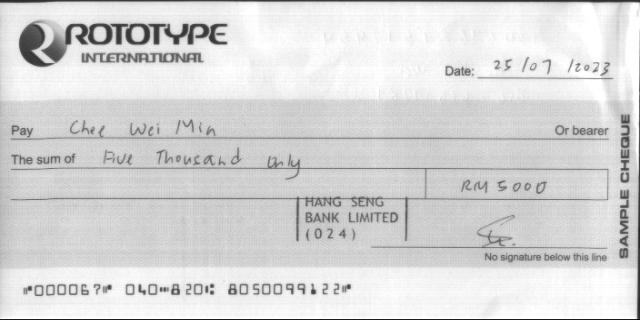 ROTOTYPE
INTERNATIONAL
Date: 25/07/2023
Pay Chee Wei Min Or bearer
The sum of Five Thousand Only
RM 5000
HANG SENG
BANK LIMITED
(024)
No signature below this line
SAMPLE CHEQUE
⑈000067⑈ 040⑉820⑆ 8050099122⑈